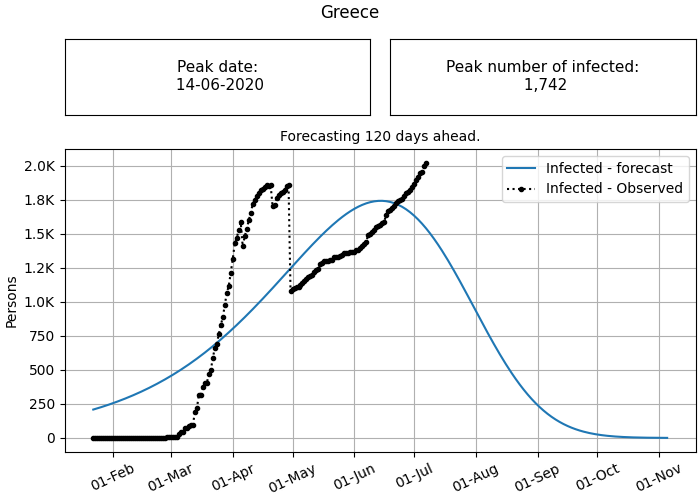 Greece
Peak date:
14-06-2020
Peak number of infected:
1,742
Forecasting 120 days ahead.
Infected - forecast
Infected - Observed
Persons
2.0K
1.8K
1.5K
1.2K
1.0K
750
500
250
0
01-Feb
01-Mar
01-Apr
01-May
01-Jun
01-Jul
01-Aug
01-Sep
01-Oct
01-Nov